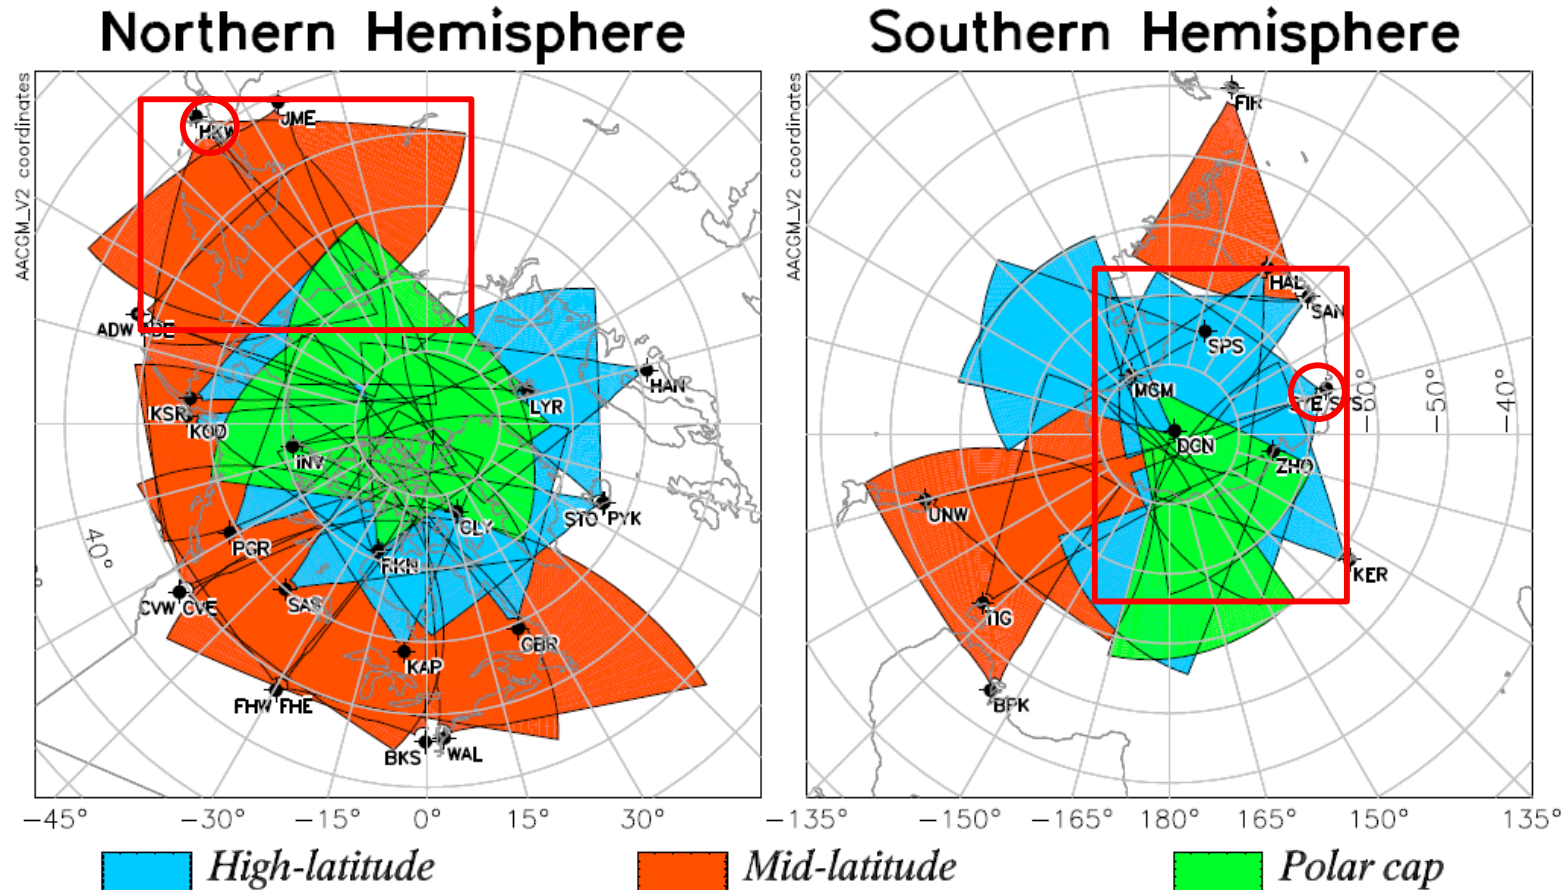 Northern Hemisphere
Southern Hemisphere
AACGM_V2 coordinates
AACGM_V2 coordinates
HKW
JME
ADW
KSR
KOD
INV
LYR
HAN
PGR
RKN
CLY
STO PYK
40°
CVW CVE
SAS
GBR
KAP
FHW FHE
BKS
WAL
FIR
HAL
SAN
SPS
MCM
DCN
ZHO
KER
UNW
TIG
BPK
-60°
-50°
-40°
-45°
-30°
-15°
0°
15°
30°
-135°
-150°
-165°
180°
165°
150°
135°
High-latitude
Mid-latitude
Polar cap